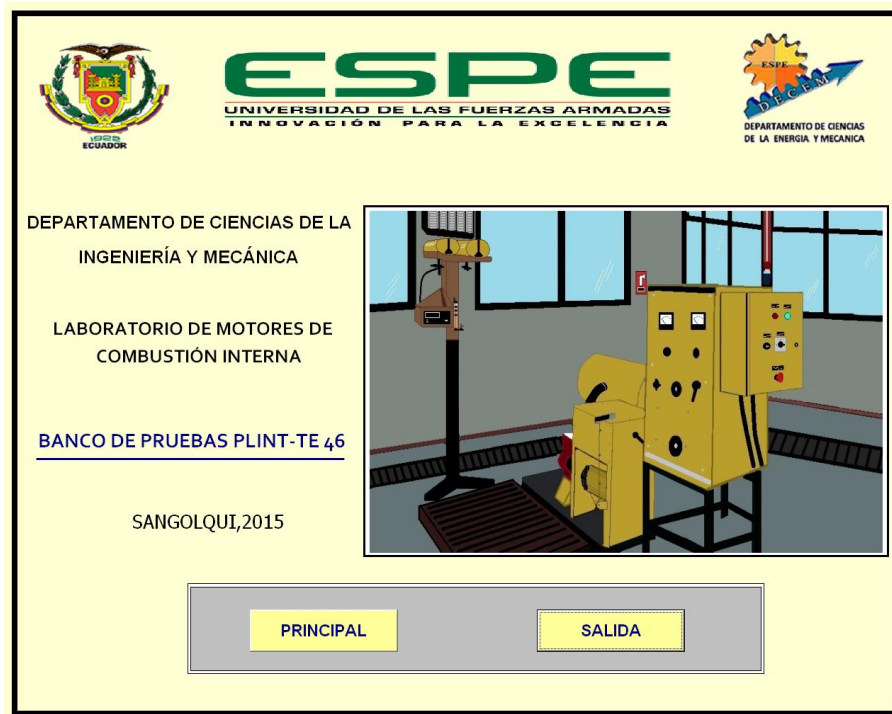 1922
ECUADOR
ESPE
UNIVERSIDAD DE LAS FUERZAS ARMADAS
INNOVACIÓN PARA LA EXCELENCIA
ESPE
DECEM
DEPARTAMENTO DE CIENCIAS
DE LA ENERGIA Y MECANICA
DEPARTAMENTO DE CIENCIAS DE LA
INGENIERÍA Y MECÁNICA
LABORATORIO DE MOTORES DE
COMBUSTIÓN INTERNA
BANCO DE PRUEBAS PLINT-TE 46
SANGOLQUI,2015
PRINCIPAL
SALIDA